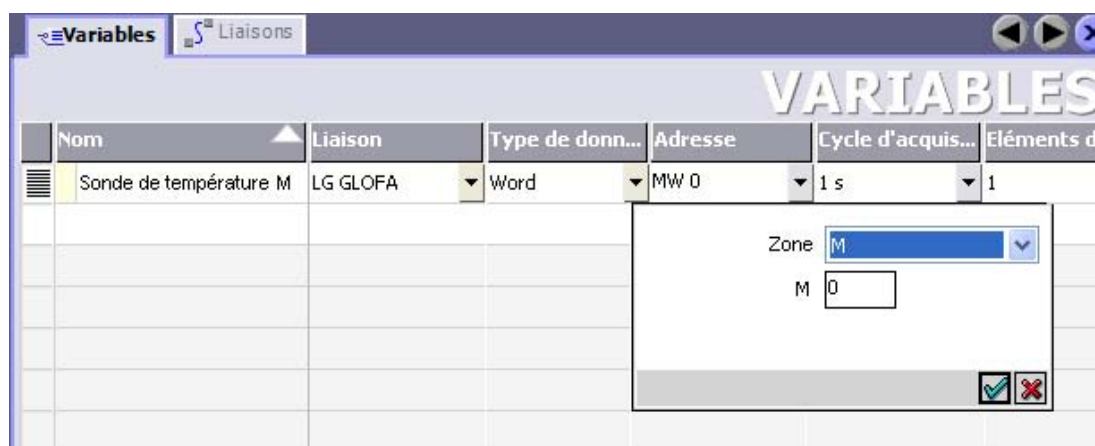 Variables Liaisons
VARIABLES
Nom Liaison Type de donn... Adresse Cycle d'acquis... Eléments d
Sonde de température M LG GLOFA Word MW 0 1 s 1
Zone M
M 0